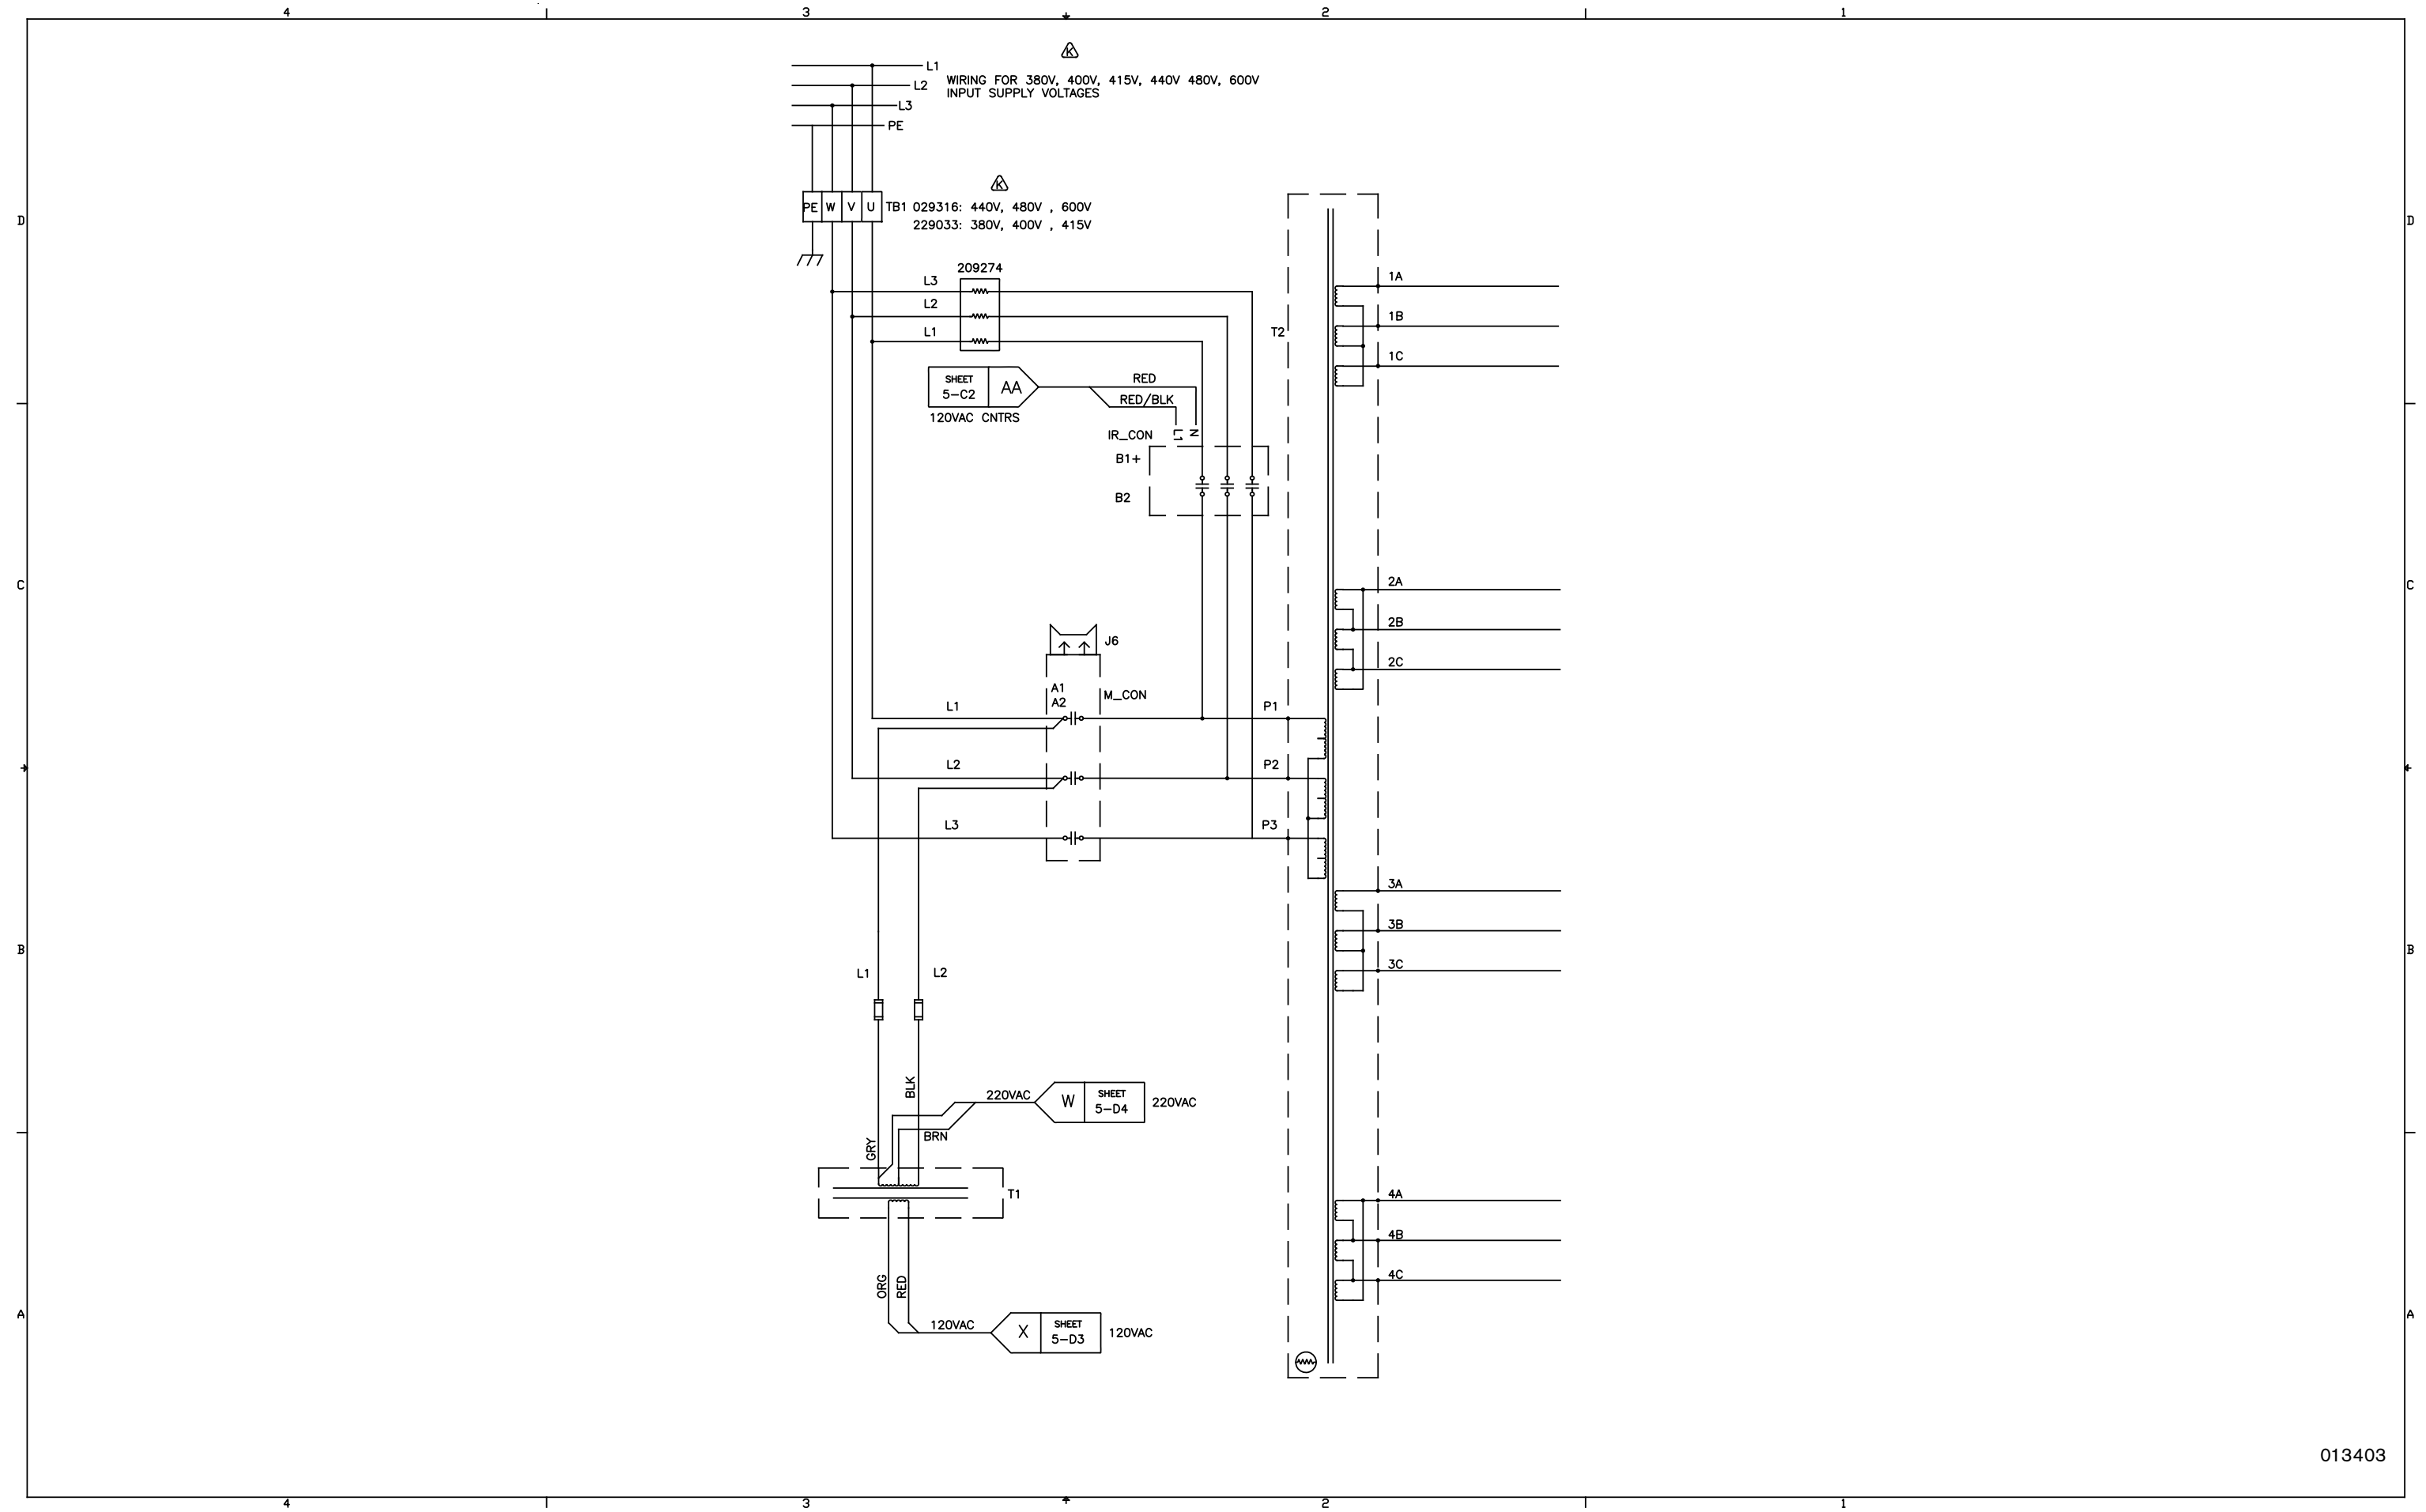 4 3 2 1
K
L1
L2
WIRING FOR 380V, 400V, 415V, 440V 480V, 600V
INPUT SUPPLY VOLTAGES
L3
PE
K
PE W V U TB1 029316: 440V, 480V , 600V
229033: 380V, 400V , 415V
D D
209274
L3
L2
L1
T2
1A
1B
1C
SHEET
5-C2
AA
RED
RED/BLK
120VAC CNTRS
L1 N
IR_CON
B1+
B2
C C
2A
2B
2C
J6
A1
A2
M_CON
L1
P1
L2
P2
L3
P3
3A
3B
3C
B B
L1 L2
BLK
220VAC
W
SHEET
5-D4
220VAC
BRN
GRY
T1
4A
4B
4C
ORG RED
A A
120VAC
X
SHEET
5-D3
120VAC
013403
4 3 2 1